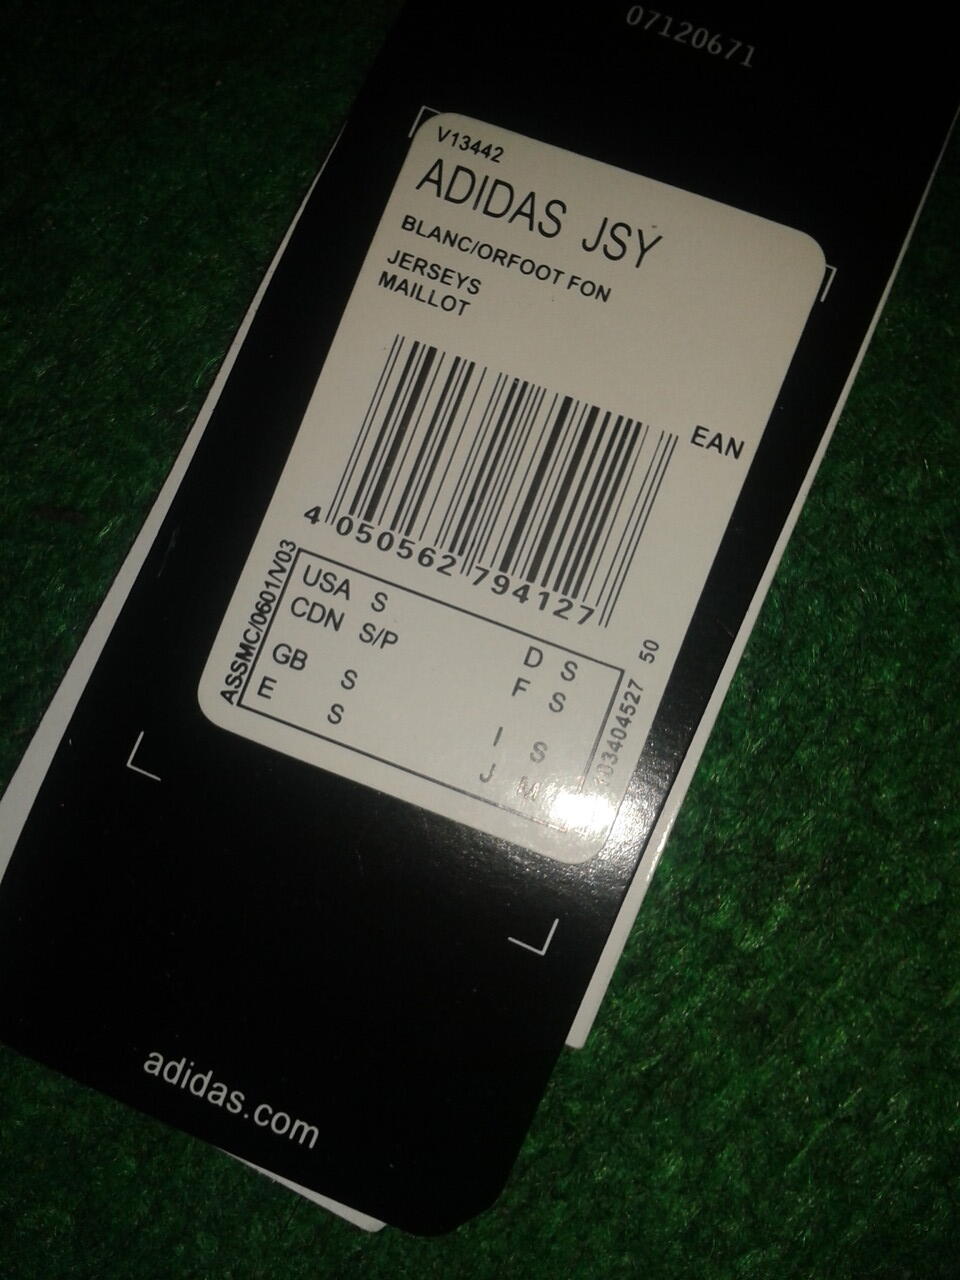 07120671
V13442
ADIDAS JSY
BLANC/ORFOOT FON
JERSEYS
MAILLOT
EAN
4 050562 794127
ASSMC/0601/V03
USA S
CDN S/P
GB S
E S
D S
F S
I S
J M
03404527 50
adidas.com